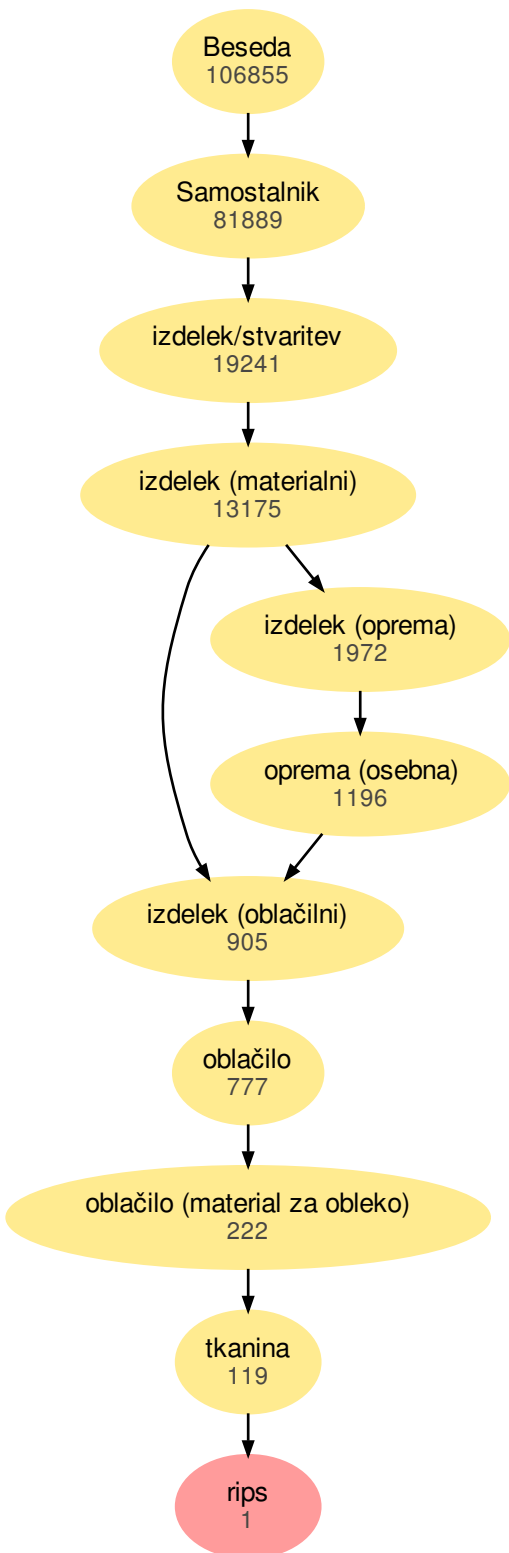 Beseda
106855
Samostalnik
81889
izdelek/stvaritev
19241
izdelek (materialni)
13175
izdelek (oprema)
1972
oprema (osebna)
1196
izdelek (oblačilni)
905
oblačilo
777
oblačilo (material za obleko)
222
tkanina
119
rips
1